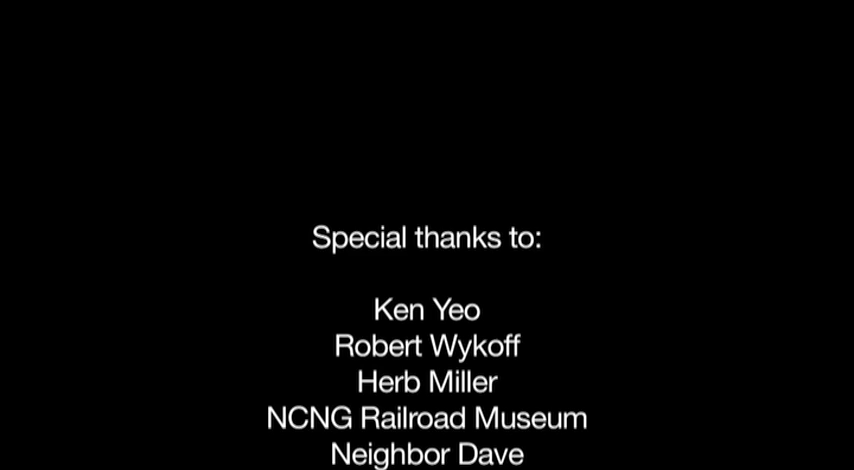 Special thanks to:
Ken Yeo
Robert Wykoff
Herb Miller
NCNG Railroad Museum
Neighbor Dave